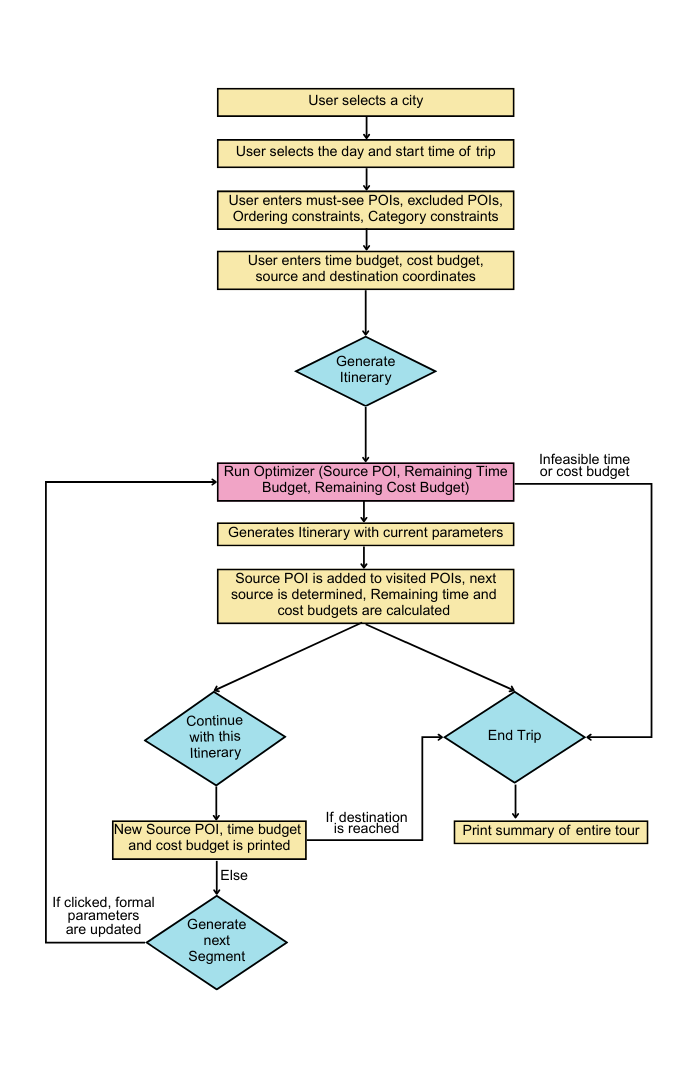 User selects a city
User selects the day and start time of trip
User enters must-see POIs, excluded POIs,
Ordering constraints, Category constraints
User enters time budget, cost budget,
source and destination coordinates
Generate
Itinerary
Infeasible time
or cost budget
Run Optimizer (Source POI, Remaining Time
Budget, Remaining Cost Budget)
Generates Itinerary with current parameters
Source POI is added to visited POIs, next
source is determined, Remaining time and
cost budgets are calculated
Continue
with this
Itinerary
End Trip
If destination
is reached
New Source POI, time budget
and cost budget is printed
Print summary of entire tour
Else
If clicked, formal
parameters
are updated
Generate
next
Segment